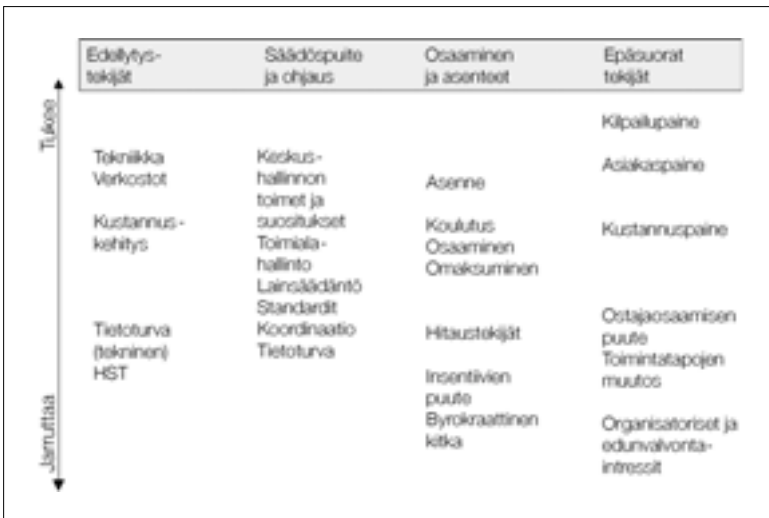 Edellytys-
tekijät
Säädöspuite
ja ohjaus
Osaaminen
ja asenteet
Epäsuorat
tekijät
Tukee
Jarruttaa
Tekniikka
Verkostot
Kustannus-
kehitys
Tietoturva
(tekninen)
HST
Keskus-
hallinnon
toimet ja
suositukset
Toimiala-
hallinto
Lainsäädäntö
Standardit
Koordinaatio
Tietoturva
Asenne
Koulutus
Osaaminen
Omaksuminen
Hitaustekijät
Insentiivien
puute
Byrokraattinen
kitka
Kilpailupaine
Asiakaspaine
Kustannuspaine
Ostajaosaamisen
puute
Toimintatapojen
muutos
Organisatoriset ja
edunvalvonta-
intressit